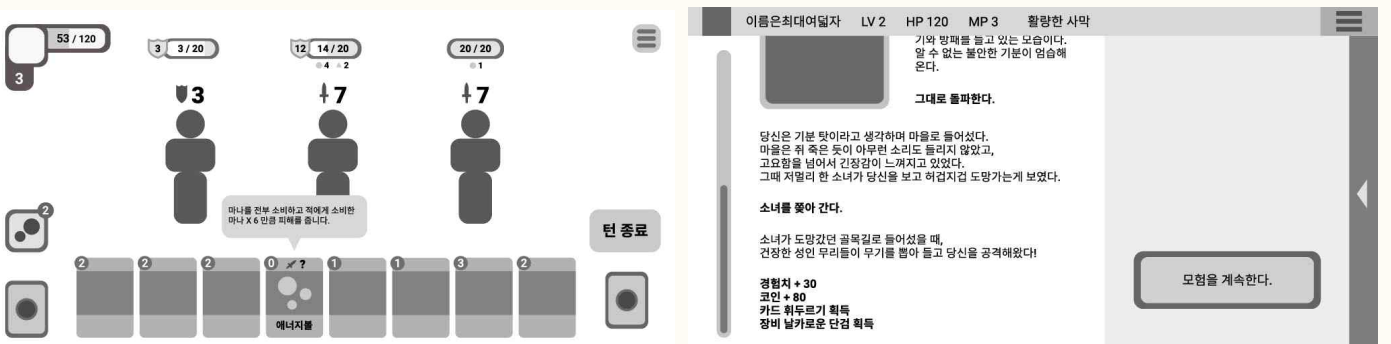 53 / 120
3
3 3 / 20
12 14 / 20
4 2
20 / 20
1
3
7
7
마나를 전부 소비하고 적에게 소비한
마나 X 6 만큼 피해를 줍니다.
2
턴 종료
2 2 2 0 ? 1 1 3 2
애너지볼
이름은최대여덟자 LV 2 HP 120 MP 3 활량한 사막
기와 방패를 들고 있는 모습이다.
알 수 없는 불안한 기분이 엄습해
온다.
그대로 돌파한다.
당신은 기분 탓이라고 생각하며 마을로 들어섰다.
마을은 쥐 죽은 듯이 아무런 소리도 들리지 않았고,
고요함을 넘어서 긴장감이 느껴지고 있었다.
그때 저멀리 한 소녀가 당신을 보고 허겁지겁 도망가는게 보였다.
소녀를 쫓아 간다.
소녀가 도망갔던 골목길로 들어섰을 때,
건장한 성인 무리들이 무기를 뽑아 들고 당신을 공격해왔다!
경험치 + 30
코인 + 80
카드 휘두르기 획득
장비 날카로운 단검 획득
모험을 계속한다.